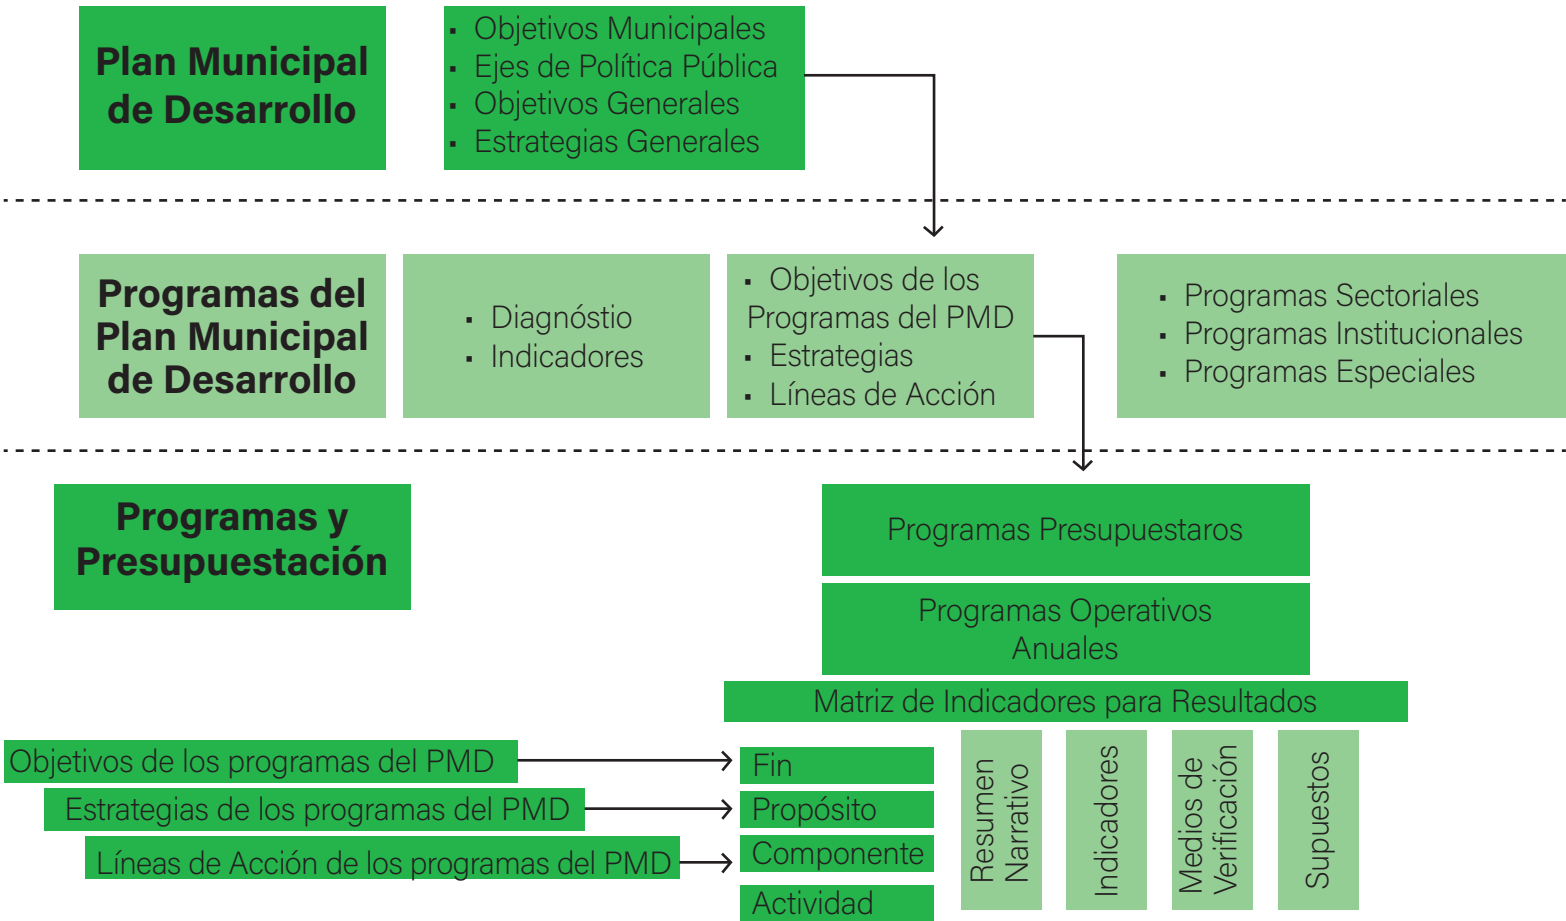 Plan Municipal
de Desarrollo
▪ Objetivos Municipales
▪ Ejes de Política Pública
▪ Objetivos Generales
▪ Estrategias Generales
Programas del
Plan Municipal
de Desarrollo
▪ Diagnóstio
▪ Indicadores
▪ Objetivos de los
Programas del PMD
▪ Estrategias
▪ Líneas de Acción
▪ Programas Sectoriales
▪ Programas Institucionales
▪ Programas Especiales
Programas y
Presupuestación
Programas Presupuestaros
Programas Operativos
Anuales
Matriz de Indicadores para Resultados
Objetivos de los programas del PMD
Estrategias de los programas del PMD
Líneas de Acción de los programas del PMD
Fin
Propósito
Componente
Actividad
Resumen
Narrativo
Indicadores
Medios de
Verificación
Supuestos